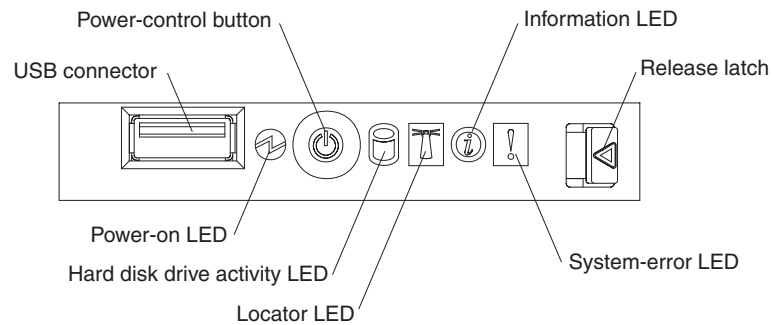 Power-control button
Information LED
USB connector
Release latch
Power-on LED
System-error LED
Hard disk drive activity LED
Locator LED